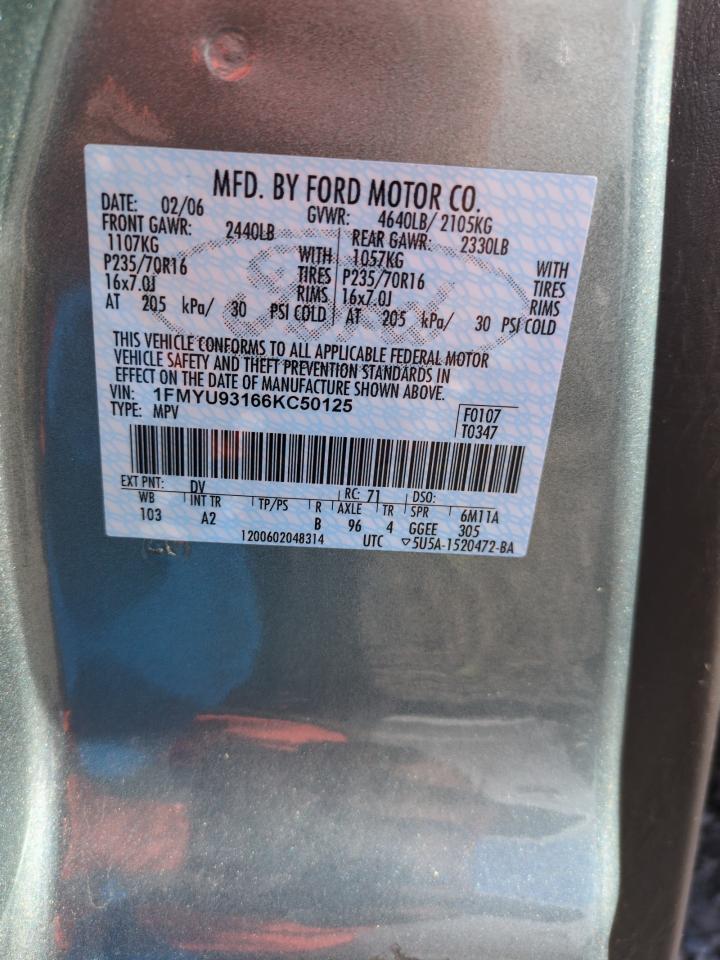 MFD. BY FORD MOTOR CO.
DATE: 02/06 GVWR: 4640LB/ 2105KG
FRONT GAWR: 2440LB REAR GAWR: 2330LB
1107KG WITH 1057KG WITH
P235/70R16 TIRES P235/70R16 TIRES
16x7.0J RIMS 16x7.0J RIMS
AT 205 kPa/ 30 PSI COLD AT 205 kPa/ 30 PSI COLD
Ford
THIS VEHICLE CONFORMS TO ALL APPLICABLE FEDERAL MOTOR
VEHICLE SAFETY AND THEFT PREVENTION STANDARDS IN
EFFECT ON THE DATE OF MANUFACTURE SHOWN ABOVE.
VIN: 1FMYU93166KC50125
TYPE: MPV
F0107
T0347
EXT PNT: DV RC: 71 DSO:
WB INT TR TP/PS R AXLE TR SPR 6M11A
103 A2 B 96 4 GGEE 305
1200602048314 UTC ▽5U5A-1520472-BA